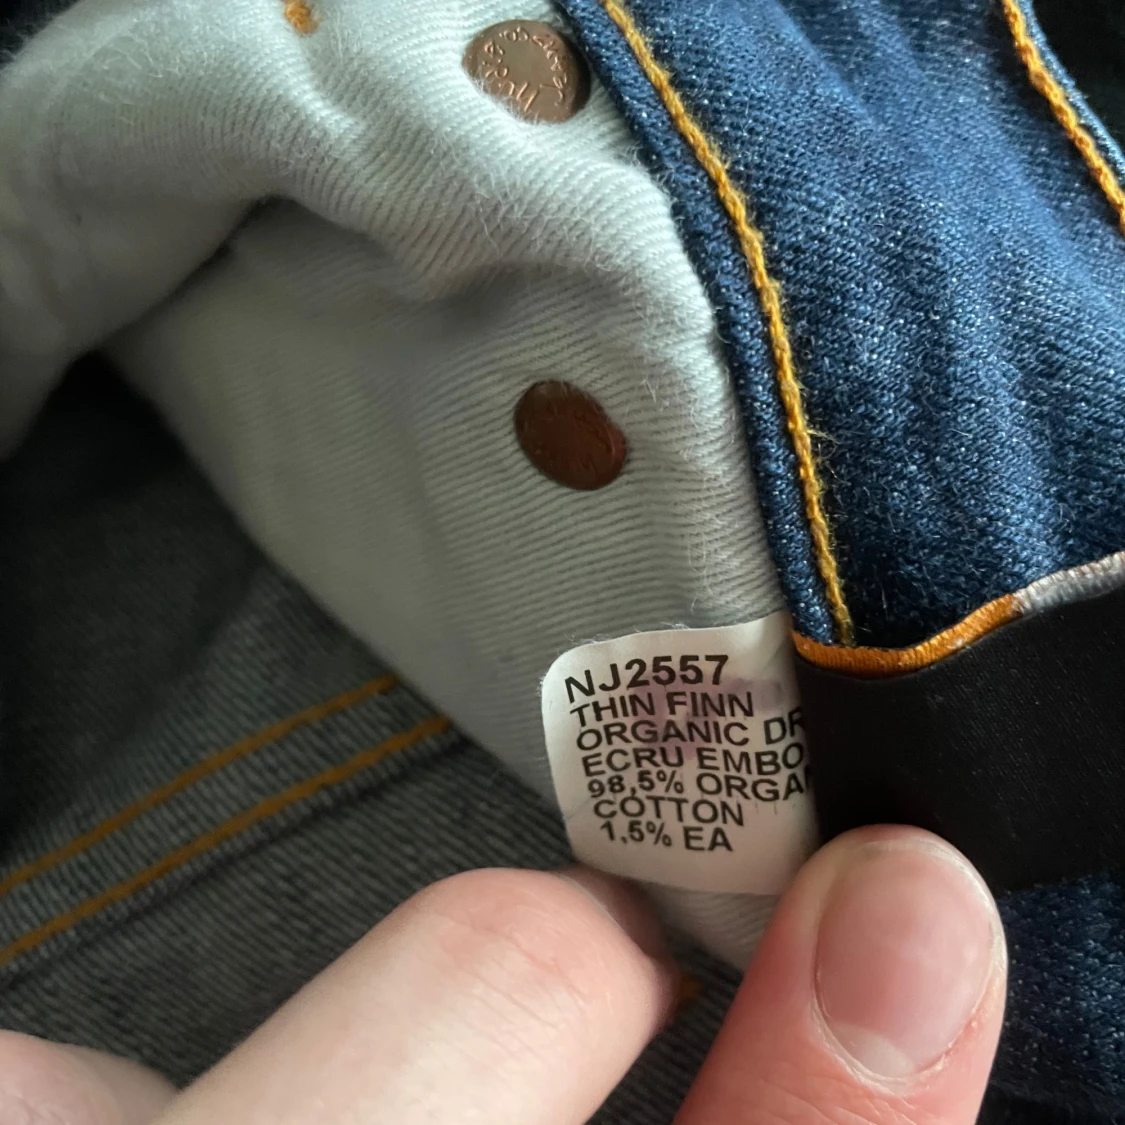 NJ2557
THIN FINN
ORGANIC DR
ECRU EMBO
98,5% ORGA
COTTON
1,5% EA